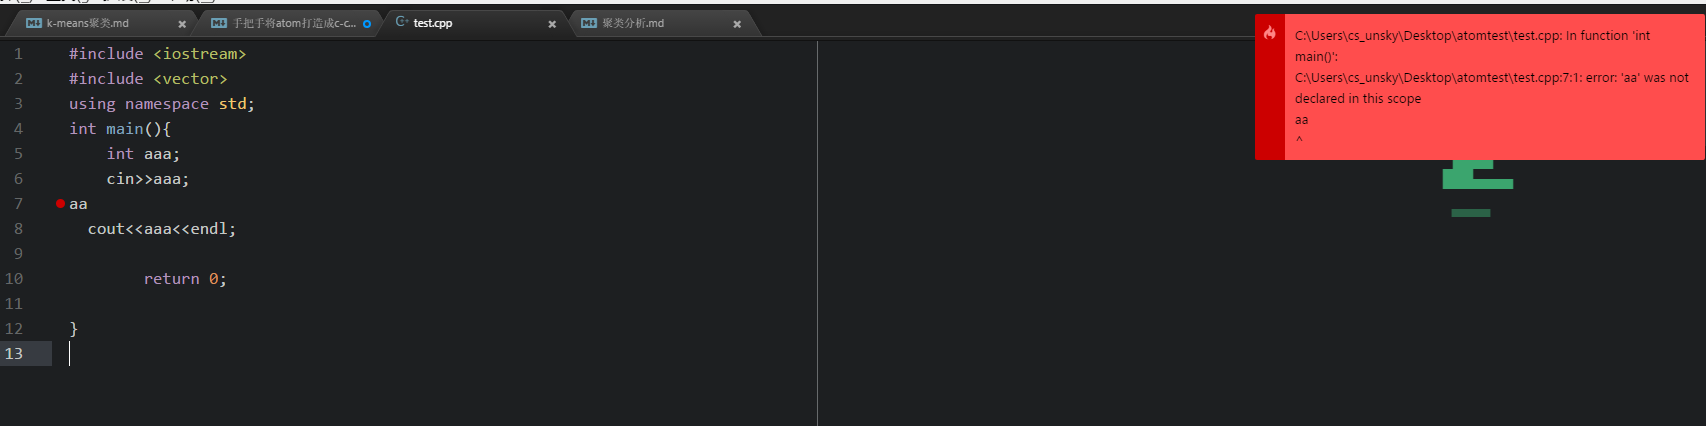 k-means聚类.md
手把手将atom打造成c-c...
test.cpp
聚类分析.md
1 #include <iostream>
2 #include <vector>
3 using namespace std;
4 int main(){
5 int aaa;
6 cin>>aaa;
7 aa
8 cout<<aaa<<endl;
9
10 return 0;
11
12 }
13
C:\Users\cs_unsky\Desktop\atomtest\test.cpp: In function 'int
main()':
C:\Users\cs_unsky\Desktop\atomtest\test.cpp:7:1: error: 'aa' was not
declared in this scope
aa
^